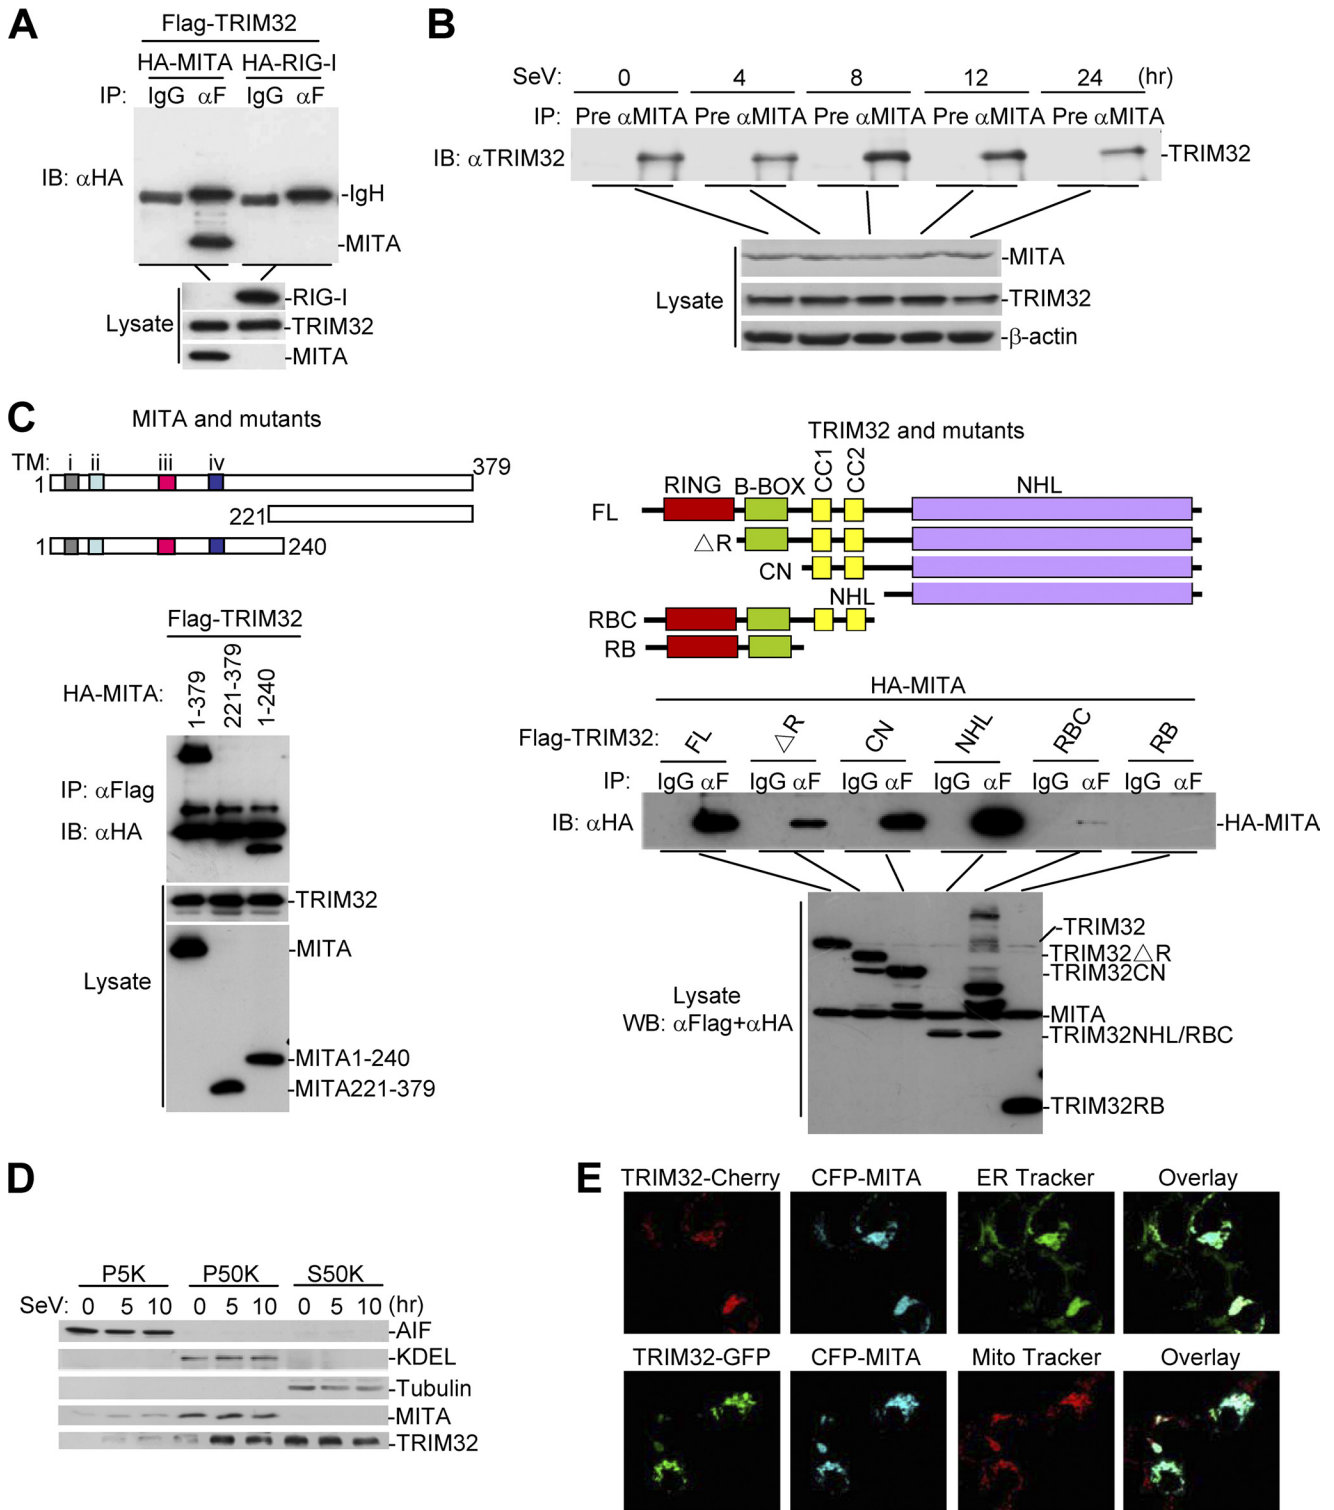 A
Flag-TRIM32
HA-MITA HA-RIG-I
IP: IgG αF IgG αF
IB: αHA
-IgH
-MITA
-RIG-I
Lysate
-TRIM32
-MITA
B
SeV: 0 4 8 12 24 (hr)
IP: Pre αMITA Pre αMITA Pre αMITA Pre αMITA Pre αMITA
IB: αTRIM32
-TRIM32
-MITA
Lysate
-TRIM32
-β-actin
C
MITA and mutants
TM: i ii iii iv
1
379
221
1
240
Flag-TRIM32
HA-MITA: 1-379 221-379 1-240
IP: αFlag
IB: αHA
-TRIM32
-MITA
Lysate
-MITA1-240
-MITA221-379
TRIM32 and mutants
RING B-BOX CC1 CC2 NHL
FL
△R
CN
NHL
RBC
RB
HA-MITA
Flag-TRIM32: FL △R CN NHL RBC RB
IP: IgG αF IgG αF IgG αF IgG αF IgG αF IgG αF
IB: αHA
-HA-MITA
-TRIM32
-TRIM32△R
-TRIM32CN
Lysate
WB: αFlag+αHA
-MITA
-TRIM32NHL/RBC
-TRIM32RB
D
P5K P50K S50K
SeV: 0 5 10 0 5 10 0 5 10 (hr)
-AIF
-KDEL
-Tubulin
-MITA
-TRIM32
E
TRIM32-Cherry CFP-MITA ER Tracker Overlay
TRIM32-GFP CFP-MITA Mito Tracker Overlay